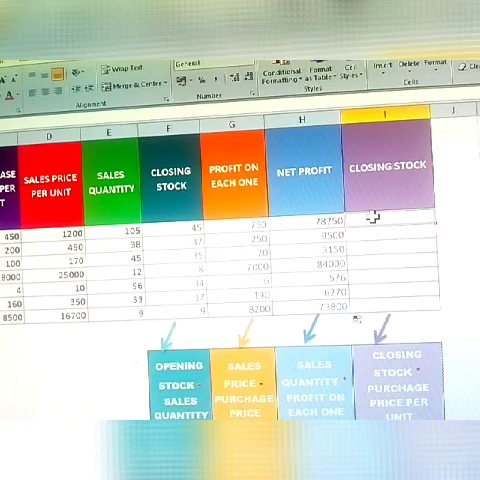 Wrap Text
General
Merge & Center
Conditional Formatting
Format as Table
Cell Styles
Insert Delete Format
Alignment
Number
Styles
Cells
D E F G H I J
SALES PRICE PER UNIT
SALES QUANTITY
CLOSING STOCK
PROFIT ON EACH ONE
NET PROFIT
CLOSING STOCK
450 1200 105 45 750 78750
200 450 38 37 250 9500
100 170 45 35 70 3150
8000 25000 12 8 7000 84000
4 10 96 14 6 576
160 350 33 17 190 6270
8500 16700 9 9 8200 73800
OPENING
STOCK -
SALES
QUANTITY
SALES
PRICE -
PURCHASE
PRICE
SALES
QUANTITY *
PROFIT ON
EACH ONE
CLOSING
STOCK *
PURCHASE
PRICE PER
UNIT